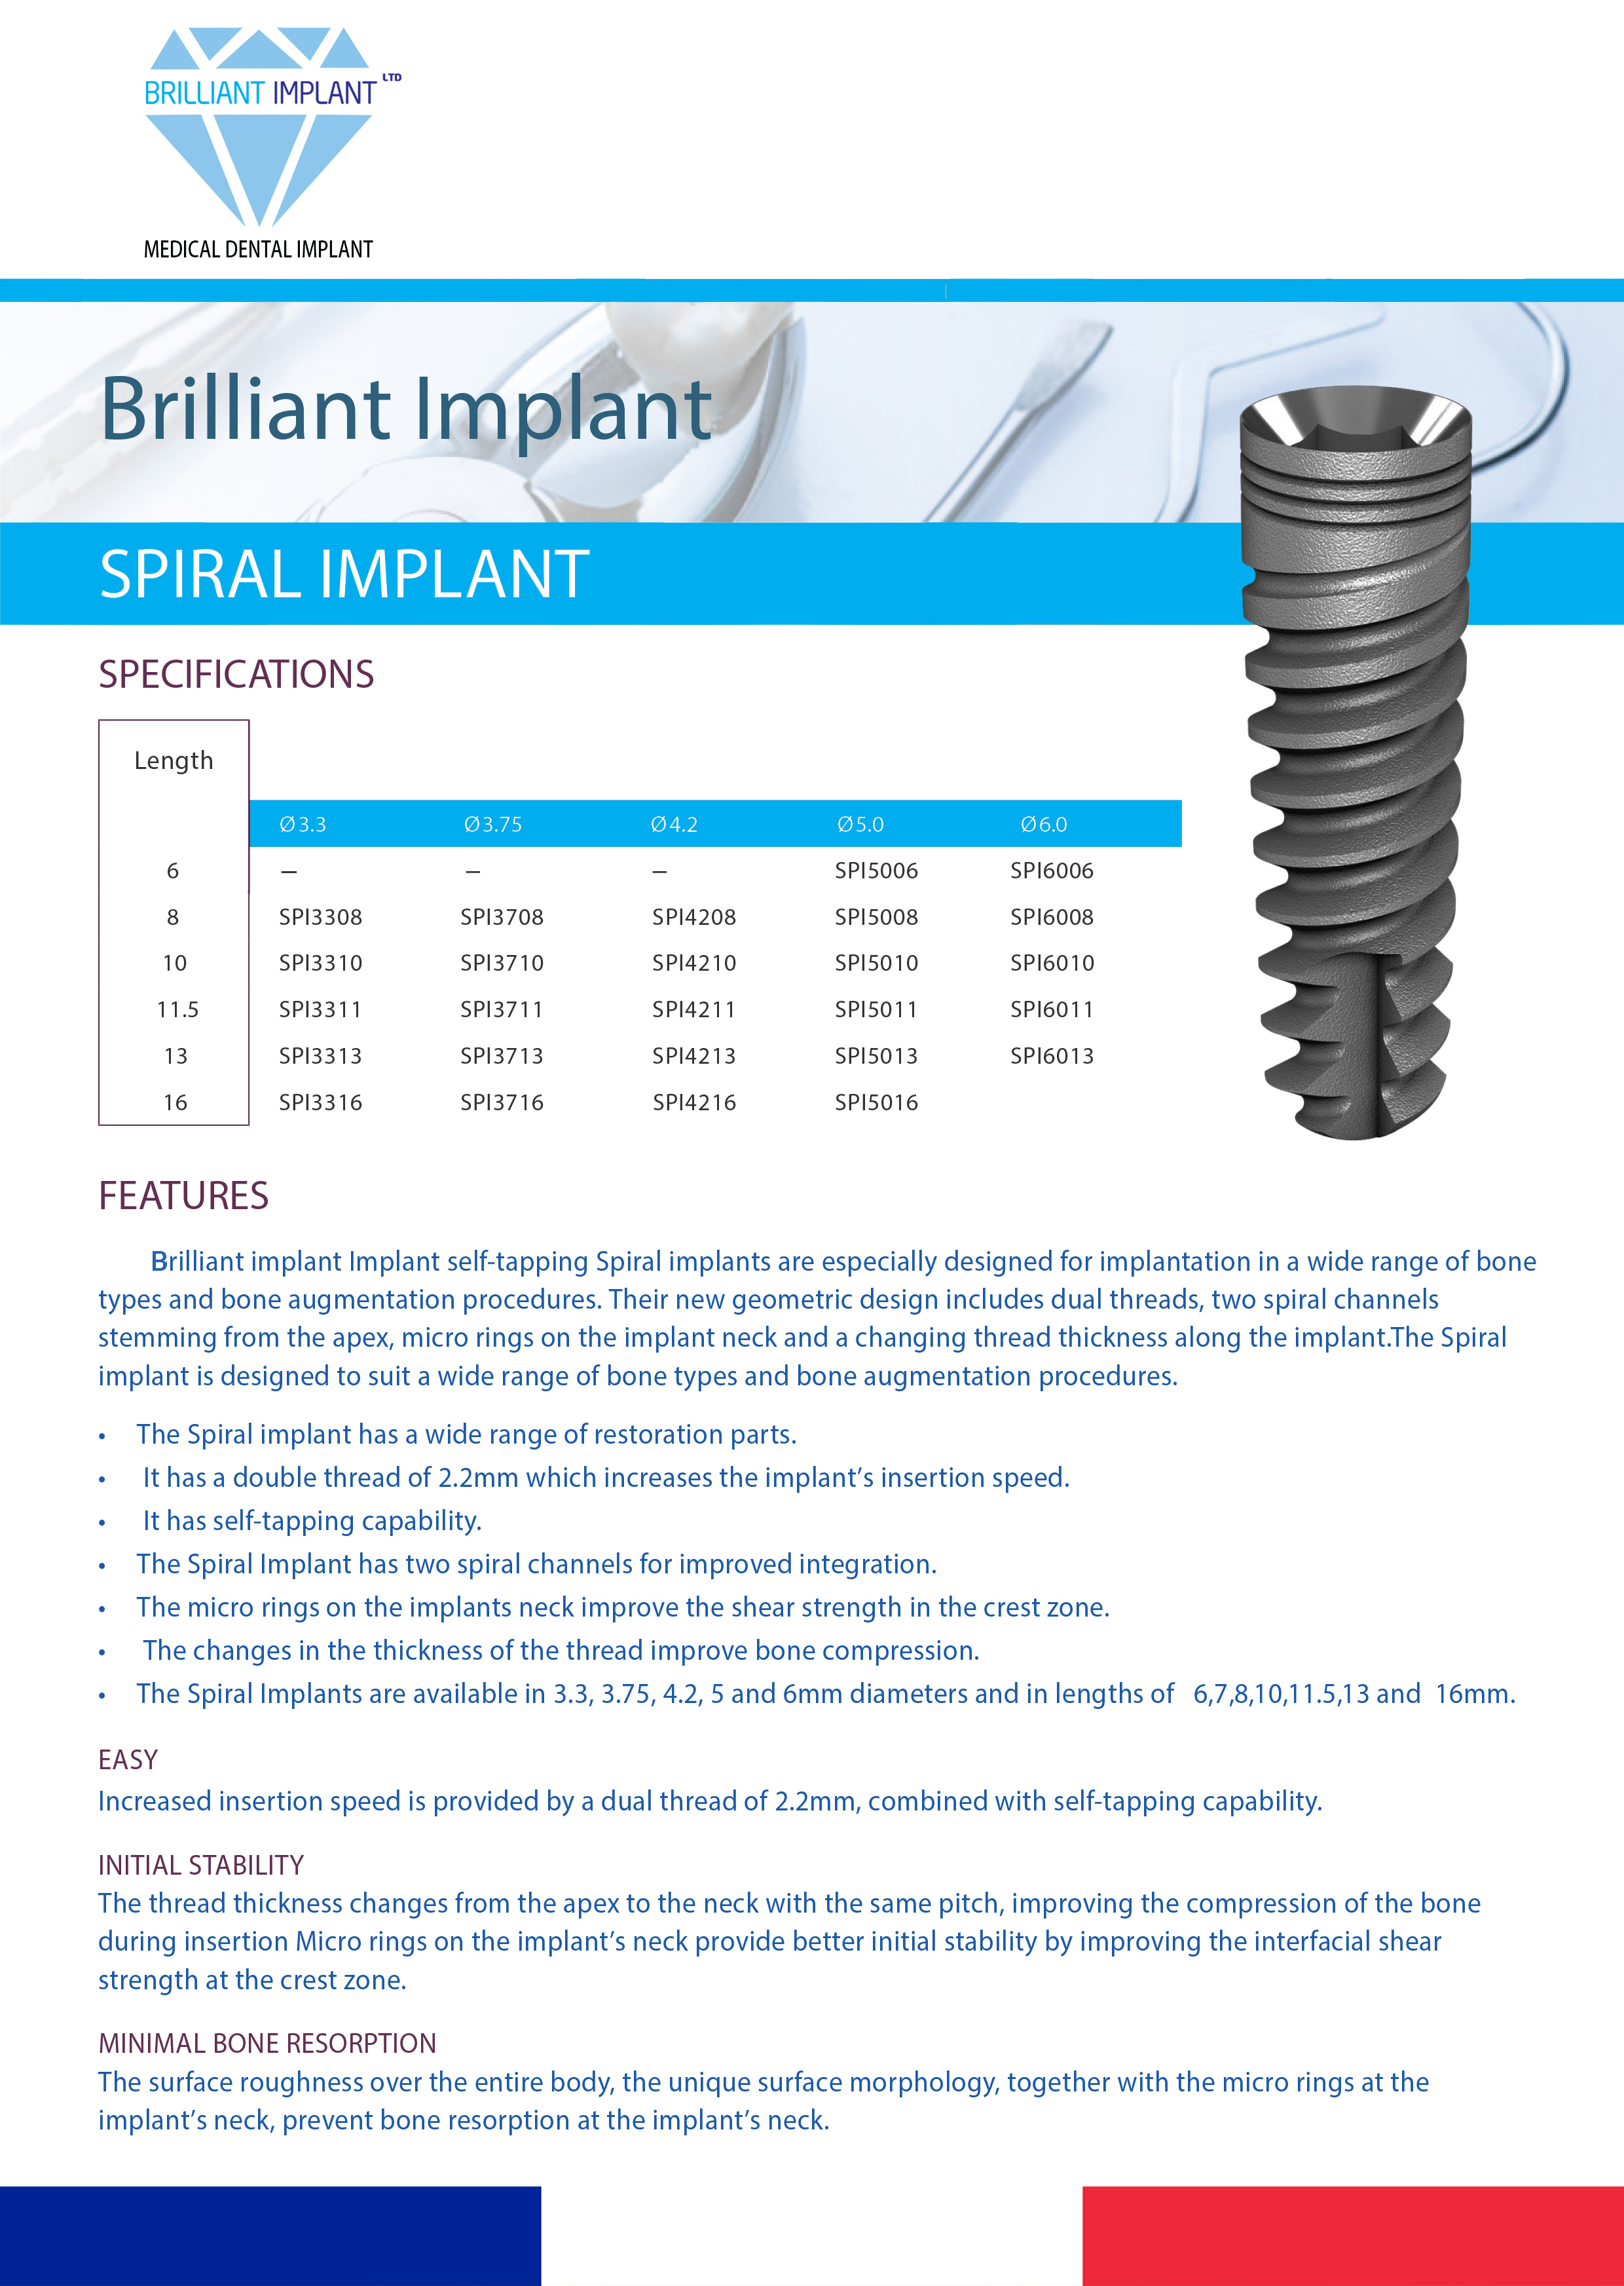 BRILLIANT IMPLANT LTD
MEDICAL DENTAL IMPLANT
Brilliant Implant
SPIRAL IMPLANT
SPECIFICATIONS
Length
Ø3.3 Ø3.75 Ø4.2 Ø5.0 Ø6.0
6 – – – SPI5006 SPI6006
8 SPI3308 SPI3708 SPI4208 SPI5008 SPI6008
10 SPI3310 SPI3710 SPI4210 SPI5010 SPI6010
11.5 SPI3311 SPI3711 SPI4211 SPI5011 SPI6011
13 SPI3313 SPI3713 SPI4213 SPI5013 SPI6013
16 SPI3316 SPI3716 SPI4216 SPI5016
FEATURES
Brilliant implant Implant self-tapping Spiral implants are especially designed for implantation in a wide range of bone
types and bone augmentation procedures. Their new geometric design includes dual threads, two spiral channels
stemming from the apex, micro rings on the implant neck and a changing thread thickness along the implant.The Spiral
implant is designed to suit a wide range of bone types and bone augmentation procedures.
• The Spiral implant has a wide range of restoration parts.
• It has a double thread of 2.2mm which increases the implant’s insertion speed.
• It has self-tapping capability.
• The Spiral Implant has two spiral channels for improved integration.
• The micro rings on the implants neck improve the shear strength in the crest zone.
• The changes in the thickness of the thread improve bone compression.
• The Spiral Implants are available in 3.3, 3.75, 4.2, 5 and 6mm diameters and in lengths of 6,7,8,10,11.5,13 and 16mm.
EASY
Increased insertion speed is provided by a dual thread of 2.2mm, combined with self-tapping capability.
INITIAL STABILITY
The thread thickness changes from the apex to the neck with the same pitch, improving the compression of the bone
during insertion Micro rings on the implant’s neck provide better initial stability by improving the interfacial shear
strength at the crest zone.
MINIMAL BONE RESORPTION
The surface roughness over the entire body, the unique surface morphology, together with the micro rings at the
implant’s neck, prevent bone resorption at the implant’s neck.